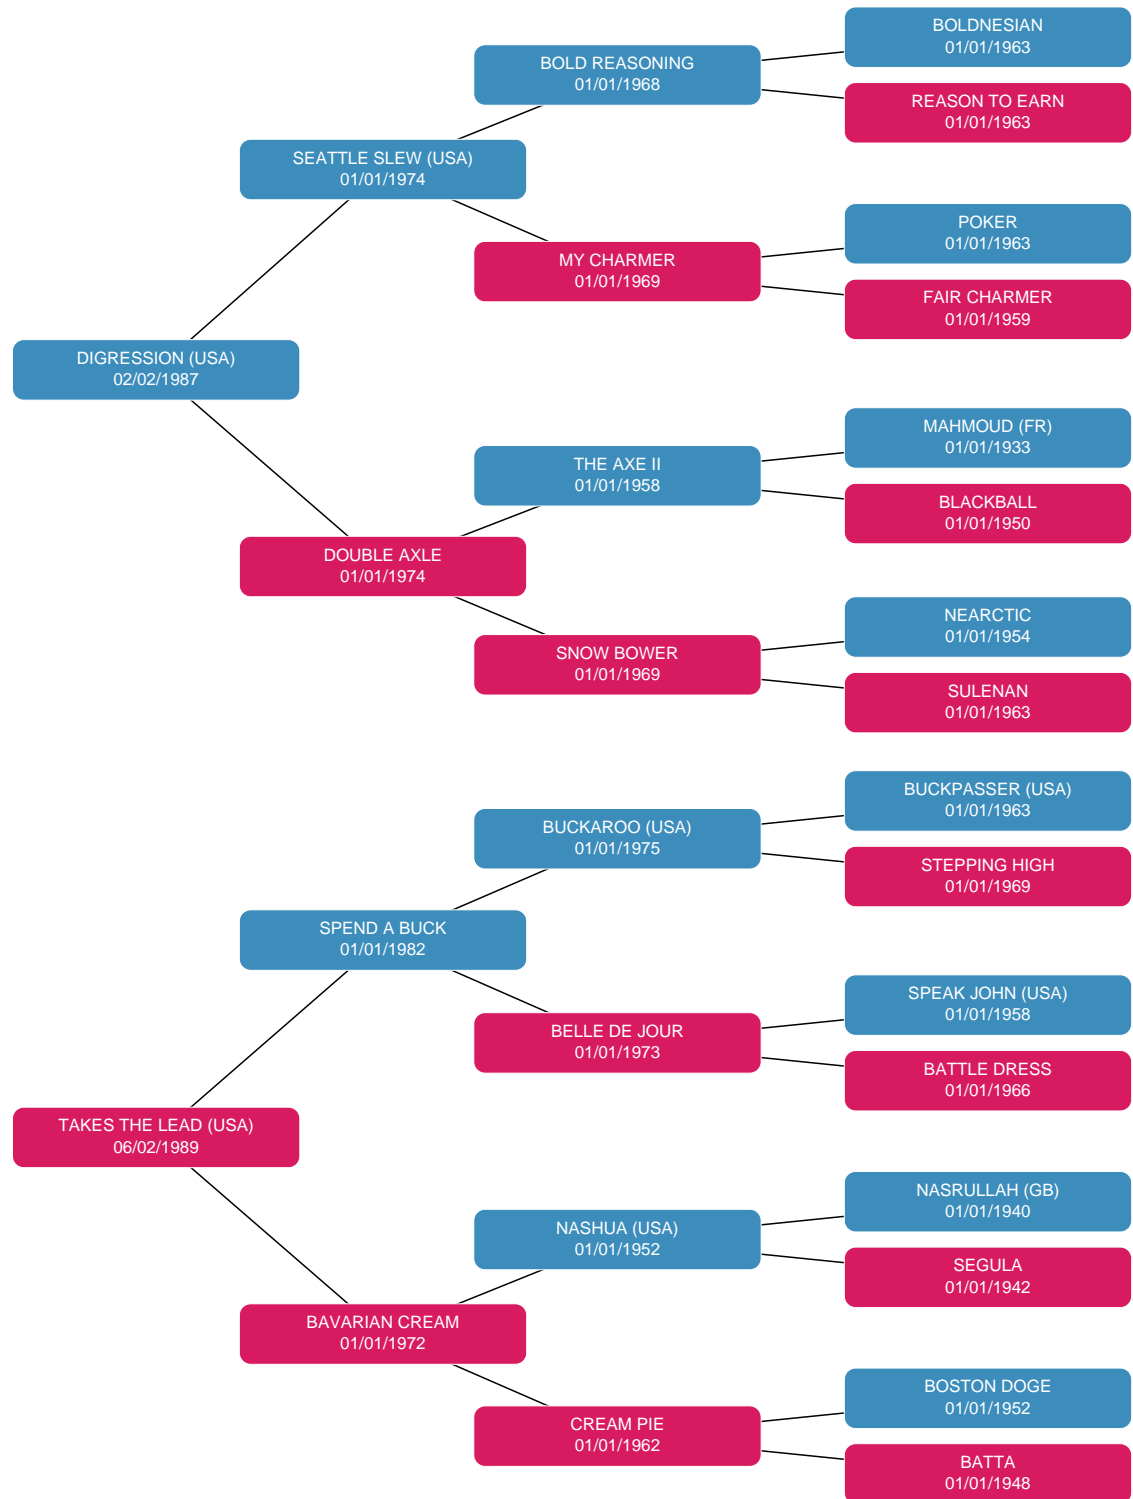 BOLDNESIAN
01/01/1963
BOLD REASONING
01/01/1968
REASON TO EARN
01/01/1963
SEATTLE SLEW (USA)
01/01/1974
POKER
01/01/1963
MY CHARMER
01/01/1969
FAIR CHARMER
01/01/1959
DIGRESSION (USA)
02/02/1987
MAHMOUD (FR)
01/01/1933
THE AXE II
01/01/1958
BLACKBALL
01/01/1950
DOUBLE AXLE
01/01/1974
NEARCTIC
01/01/1954
SNOW BOWER
01/01/1969
SULENAN
01/01/1963
BUCKPASSER (USA)
01/01/1963
BUCKAROO (USA)
01/01/1975
STEPPING HIGH
01/01/1969
SPEND A BUCK
01/01/1982
SPEAK JOHN (USA)
01/01/1958
BELLE DE JOUR
01/01/1973
BATTLE DRESS
01/01/1966
TAKES THE LEAD (USA)
06/02/1989
NASRULLAH (GB)
01/01/1940
NASHUA (USA)
01/01/1952
SEGULA
01/01/1942
BAVARIAN CREAM
01/01/1972
BOSTON DOGE
01/01/1952
CREAM PIE
01/01/1962
BATTA
01/01/1948